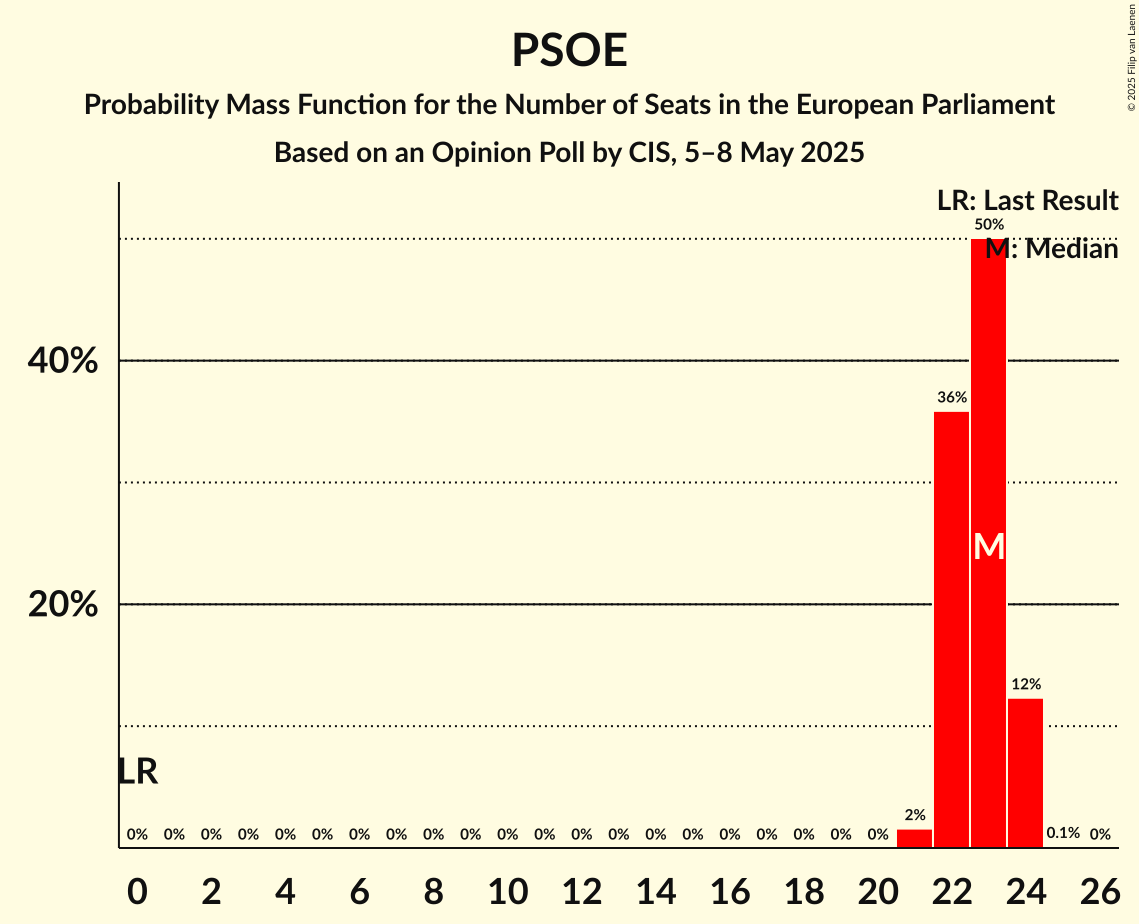 PSOE
Probability Mass Function for the Number of Seats in the European Parliament
Based on an Opinion Poll by CIS, 5–8 May 2025
© 2025 Filip van Laenen
LR: Last Result
M: Median
50%
40%
36%
M
20%
12%
LR
0% 0% 0% 0% 0% 0% 0% 0% 0% 0% 0% 0% 0% 0% 0% 0% 0% 0% 0% 0% 0% 2% 0.1% 0%
0 2 4 6 8 10 12 14 16 18 20 22 24 26